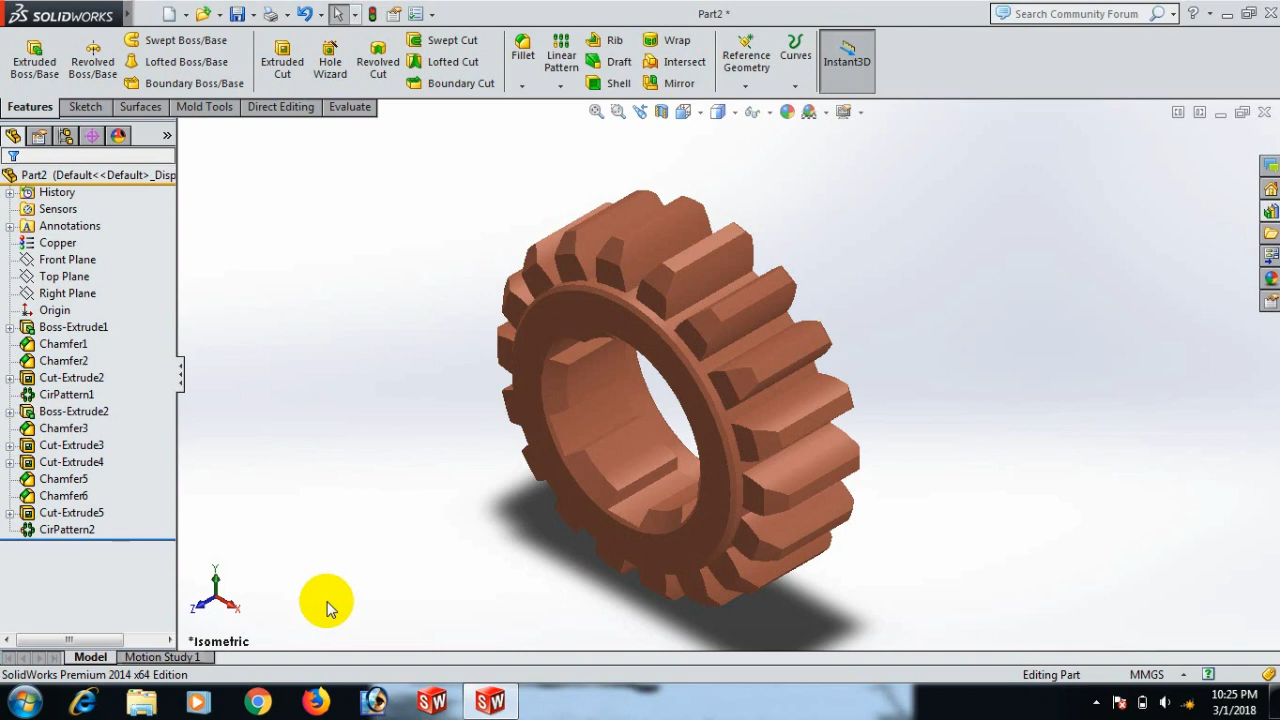 SOLIDWORKS
Part2 *
Search Community Forum
Extruded Boss/Base
Revolved Boss/Base
Swept Boss/Base
Lofted Boss/Base
Boundary Boss/Base
Extruded Cut
Hole Wizard
Revolved Cut
Swept Cut
Lofted Cut
Boundary Cut
Fillet
Linear Pattern
Rib
Draft
Shell
Wrap
Intersect
Mirror
Reference Geometry
Curves
Instant3D
Features
Sketch
Surfaces
Mold Tools
Direct Editing
Evaluate
Part2 (Default<<Default>_Disp
History
Sensors
Annotations
Copper
Front Plane
Top Plane
Right Plane
Origin
Boss-Extrude1
Chamfer1
Chamfer2
Cut-Extrude2
CirPattern1
Boss-Extrude2
Chamfer3
Cut-Extrude3
Cut-Extrude4
Chamfer5
Chamfer6
Cut-Extrude5
CirPattern2
Y
Z
X
*Isometric
Model
Motion Study 1
SolidWorks Premium 2014 x64 Edition
Editing Part
MMGS
10:25 PM
3/1/2018